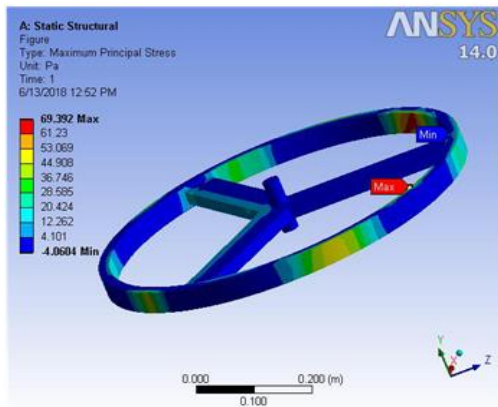 A: Static Structural
Figure
Type: Maximum Principal Stress
Unit: Pa
Time: 1
6/13/2018 12:52 PM
69.392 Max
61.23
53.069
44.908
36.746
28.585
20.424
12.262
4.101
-4.0604 Min
ANSYS
14.0
Min
Max
Y
X
Z
0.000
0.200 (m)
0.100